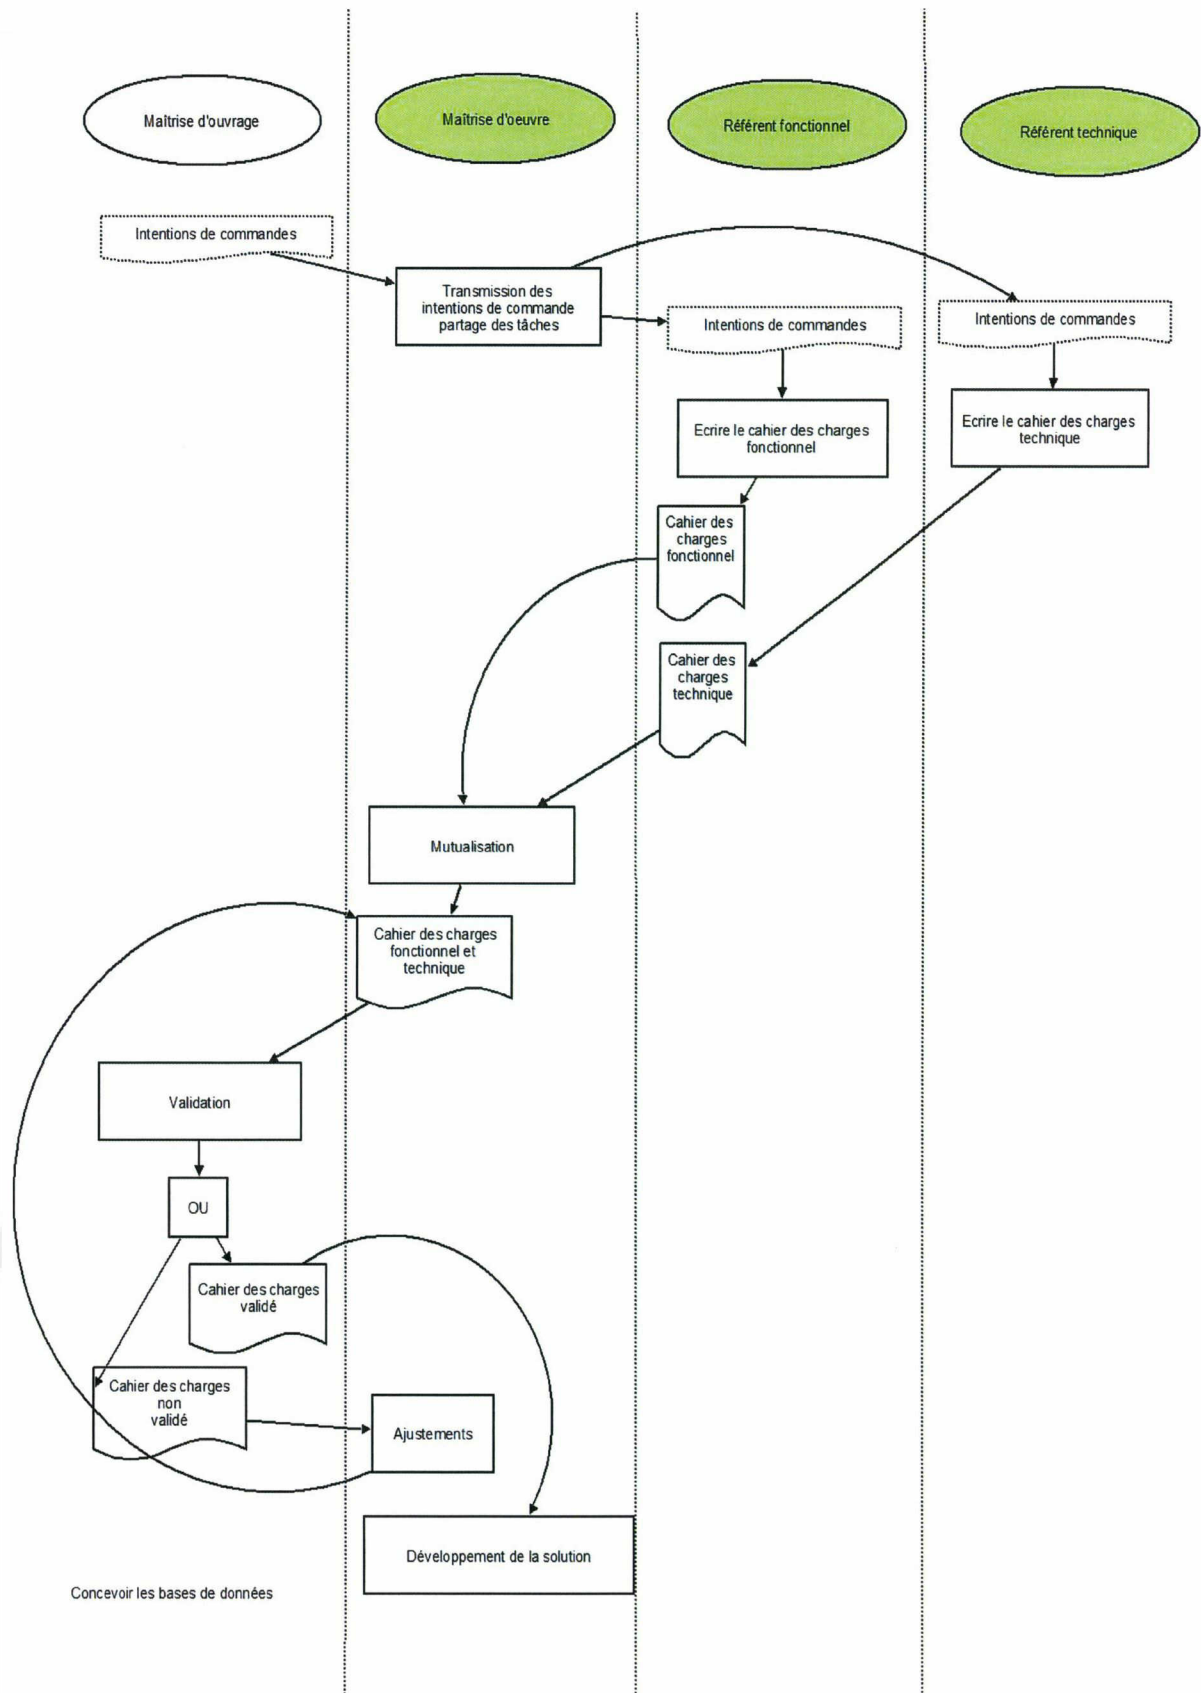 Maîtrise d'ouvrage
Maîtrise d'oeuvre
Référent fonctionnel
Référent technique
Intentions de commandes
Transmission des
intentions de commande
partage des tâches
Intentions de commandes
Intentions de commandes
Ecrire le cahier des charges
fonctionnel
Ecrire le cahier des charges
technique
Cahier des
charges
fonctionnel
Cahier des
charges
technique
Mutualisation
Cahier des charges
fonctionnel et
technique
Validation
OU
Cahier des charges
validé
Cahier des charges
non
validé
Ajustements
Développement de la solution
Concevoir les bases de données